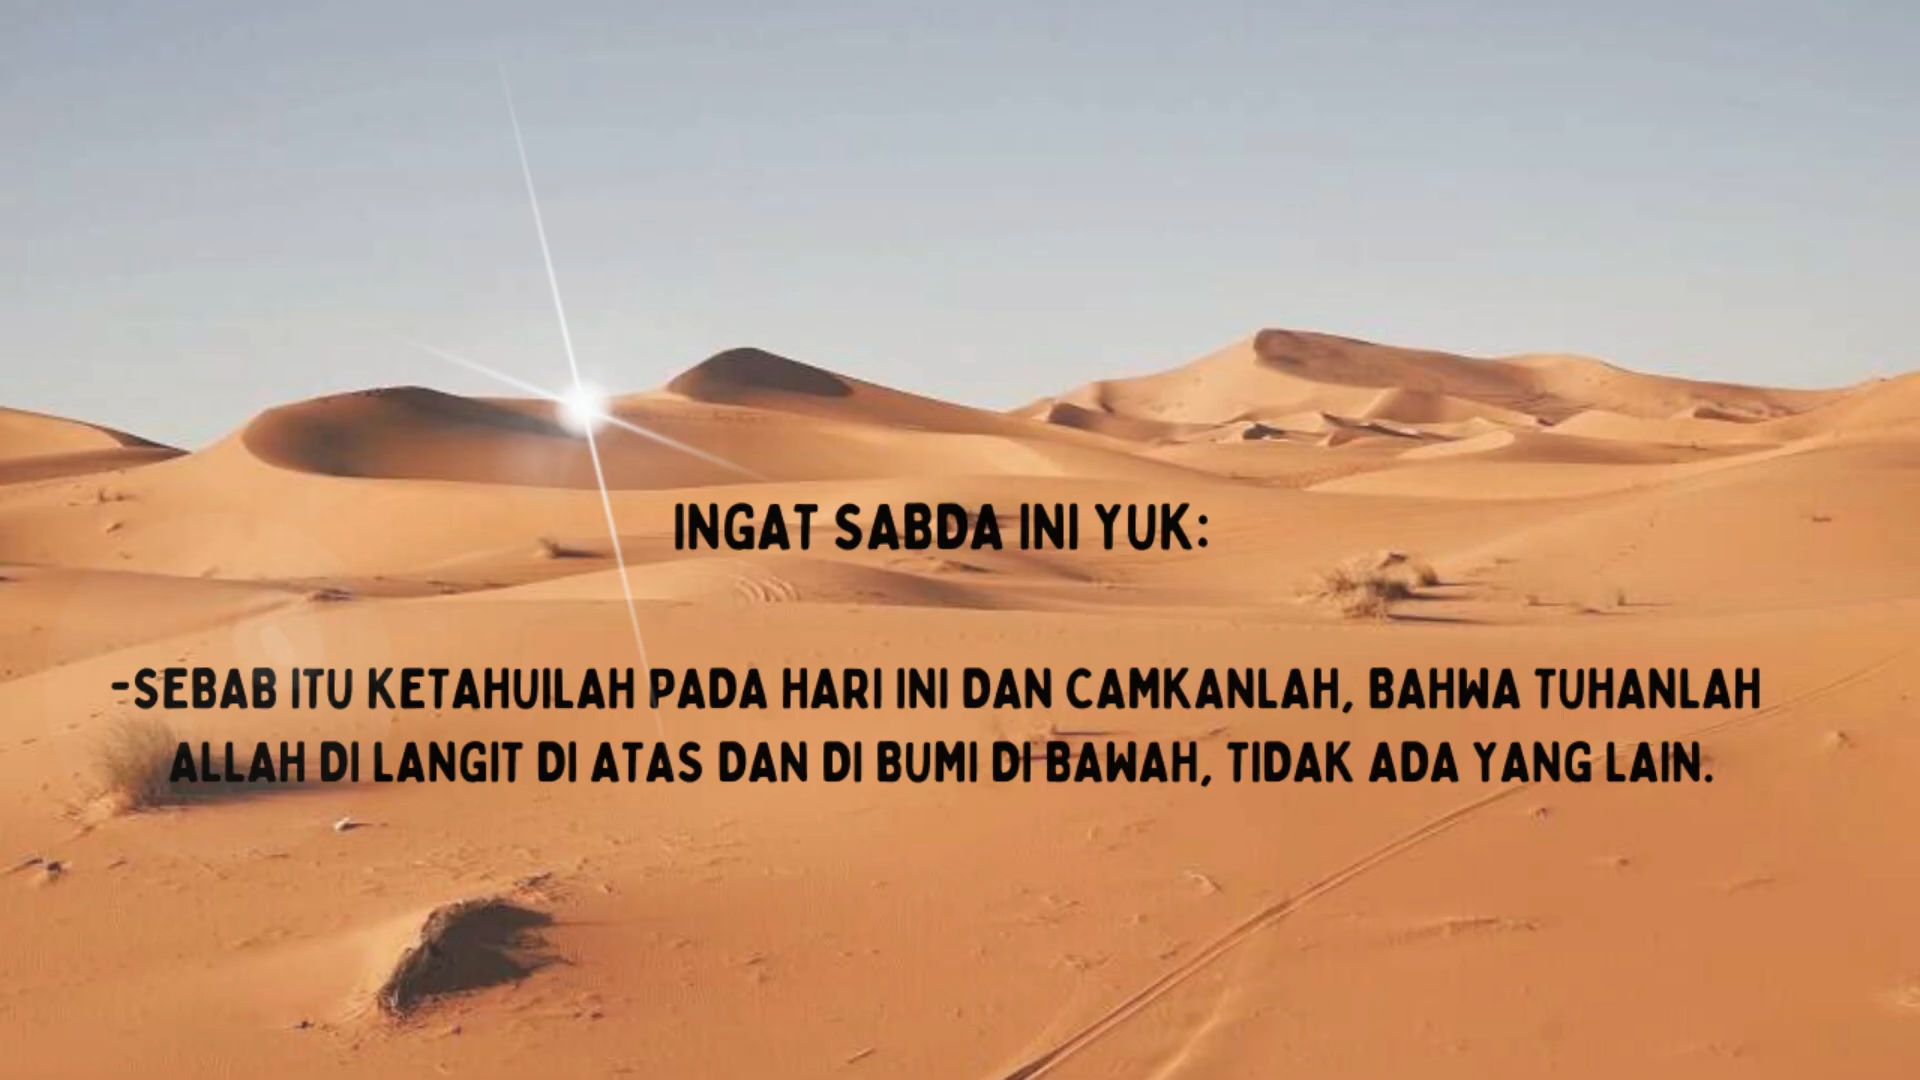 INGAT SABDA INI YUK:
-SEBAB ITU KETAHUILAH PADA HARI INI DAN CAMKANLAH, BAHWA TUHANLAH
ALLAH DI LANGIT DI ATAS DAN DI BUMI DI BAWAH, TIDAK ADA YANG LAIN.